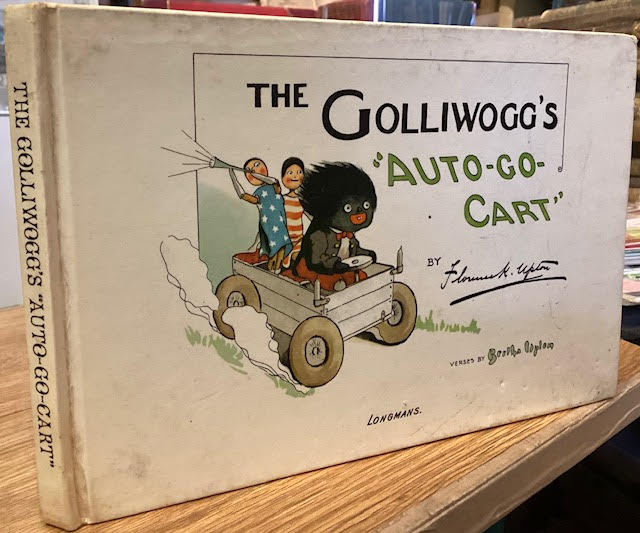 THE GOLLIWOGG'S "AUTO-GO-CART"
THE
GOLLIWOGG'S
"AUTO-GO-
CART"
BY Florence K. Upton
VERSES BY Bertha Upton
LONGMANS.